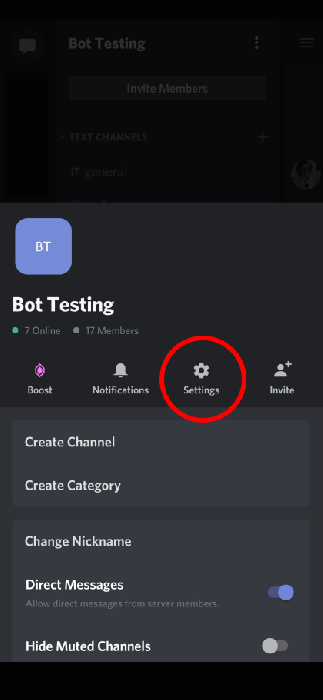 Bot Testing
Invite Members
TEXT CHANNELS
# general
BT
Bot Testing
7 Online 17 Members
Boost Notifications Settings Invite
Create Channel
Create Category
Change Nickname
Direct Messages
Allow direct messages from server members.
Hide Muted Channels